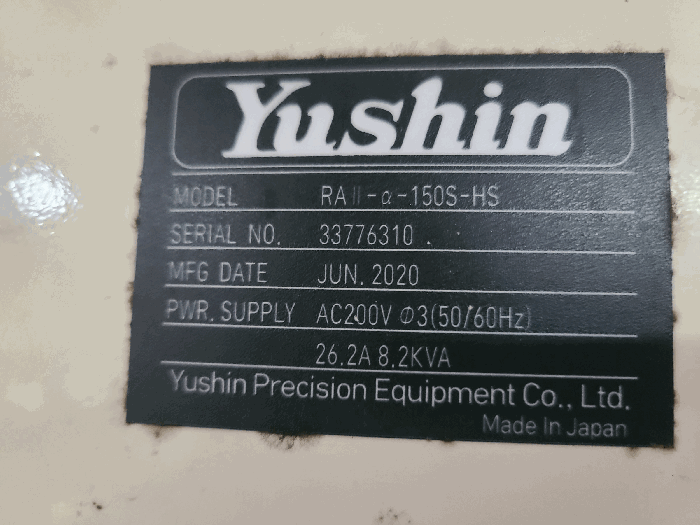 Yushin
MODEL RAII-α-150S-HS
SERIAL NO. 33776310
MFG DATE JUN. 2020
PWR. SUPPLY AC200V Φ3(50/60Hz)
26.2A 8.2KVA
Yushin Precision Equipment Co., Ltd.
Made In Japan